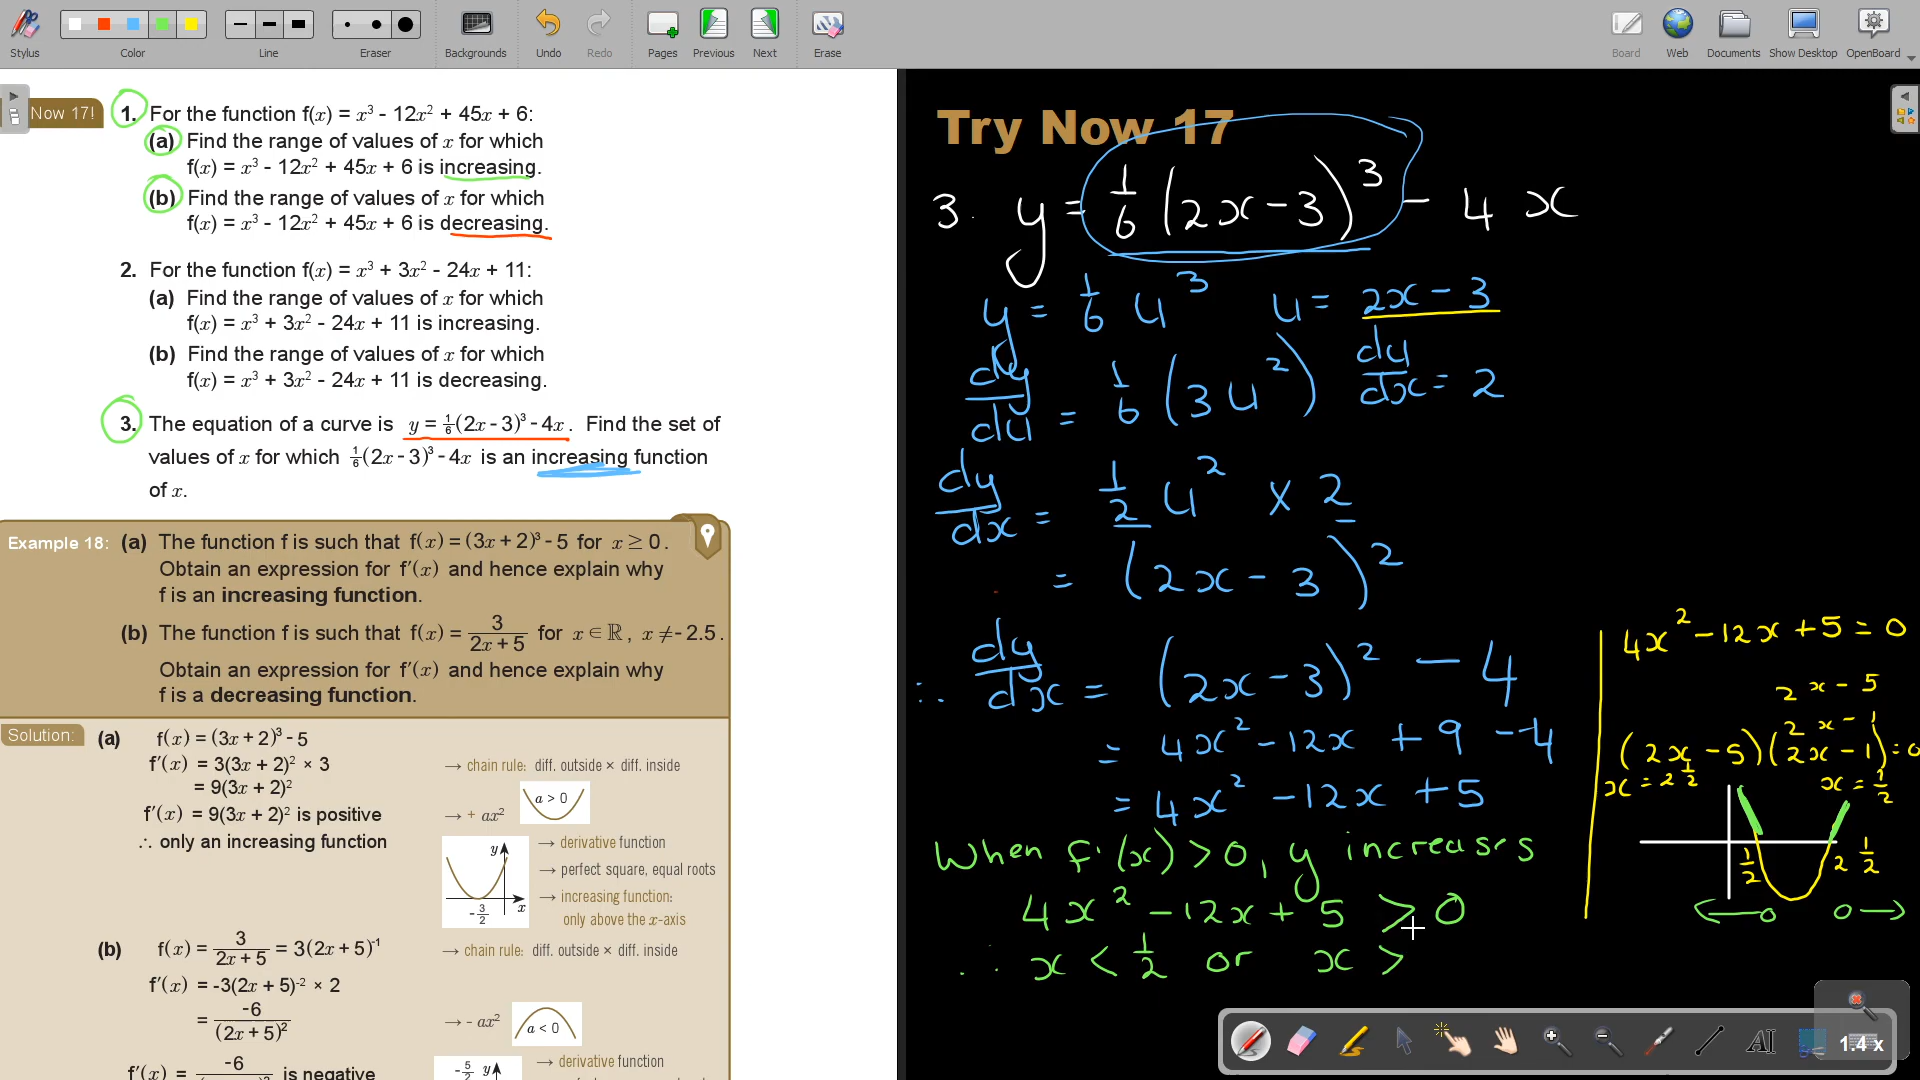 Stylus Color Line Eraser Backgrounds Undo Redo Pages Previous Next Erase Board Web Documents Show Desktop OpenBoard
Now 17!
1. For the function f(x) = x³ - 12x² + 45x + 6:
(a) Find the range of values of x for which
f(x) = x³ - 12x² + 45x + 6 is increasing.
(b) Find the range of values of x for which
f(x) = x³ - 12x² + 45x + 6 is decreasing.
2. For the function f(x) = x³ + 3x² - 24x + 11:
(a) Find the range of values of x for which
f(x) = x³ + 3x² - 24x + 11 is increasing.
(b) Find the range of values of x for which
f(x) = x³ + 3x² - 24x + 11 is decreasing.
3. The equation of a curve is y = 1/6(2x - 3)³ - 4x. Find the set of
values of x for which 1/6(2x - 3)³ - 4x is an increasing function
of x.
Example 18: (a) The function f is such that f(x) = (3x + 2)³ - 5 for x ≥ 0.
Obtain an expression for f′(x) and hence explain why
f is an increasing function.
(b) The function f is such that f(x) = 3/(2x + 5) for x ∈ ℝ, x ≠ - 2.5.
Obtain an expression for f′(x) and hence explain why
f is a decreasing function.
Solution: (a) f(x) = (3x + 2)³ - 5
f′(x) = 3(3x + 2)² × 3 → chain rule: diff. outside × diff. inside
= 9(3x + 2)²
f′(x) = 9(3x + 2)² is positive → + ax² a > 0
∴ only an increasing function
→ derivative function
→ perfect square, equal roots
→ increasing function:
only above the x-axis
y x -3/2
(b) f(x) = 3/(2x + 5) = 3(2x + 5)⁻¹ → chain rule: diff. outside × diff. inside
f′(x) = -3(2x + 5)⁻² × 2
= -6/(2x + 5)² → - ax² a < 0
f′(x) = -6 is negative
→ derivative function
-5/2 y
Try Now 17
3. y = 1/6 (2x - 3)³ - 4x
y = 1/6 u³ u = 2x - 3
dy/du = 1/6 (3u²) du/dx = 2
dy/dx = 1/2 u² × 2
= (2x - 3)²
∴ dy/dx = (2x - 3)² - 4
= 4x² - 12x + 9 - 4
= 4x² - 12x + 5
When f'(x) > 0, y increases
4x² - 12x + 5 > 0
∴ x < 1/2 or x >
4x² - 12x + 5 = 0
2x - 5
2x - 1
(2x - 5)(2x - 1) = 0
x = 2 1/2 x = 1/2
1/2 2 1/2
1.4 x